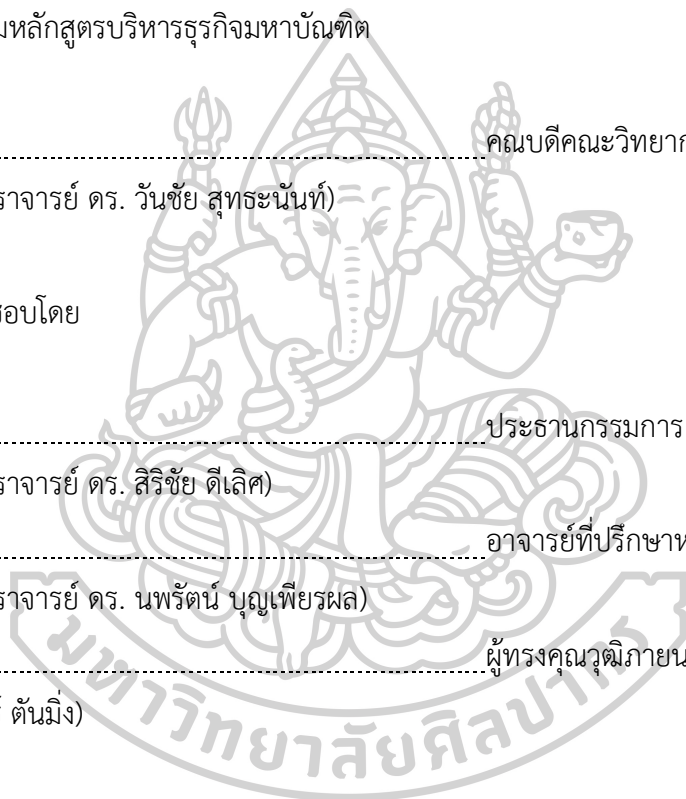 มหลักสูตรบริหารธุรกิจมหาบัณฑิต
คณบดีคณะวิทยาก
ราจารย์ ดร. วันชัย สุทธะนันท์)
สอบโดย
ประธานกรรมการ
ราจารย์ ดร. สิริชัย ดีเลิศ)
อาจารย์ที่ปรึกษาห
ราจารย์ ดร. นพรัตน์ บุญเพียรผล)
ผู้ทรงคุณวุฒิภายน
ตันมิ่ง)
มหาวิทยาลัยศิลปากร